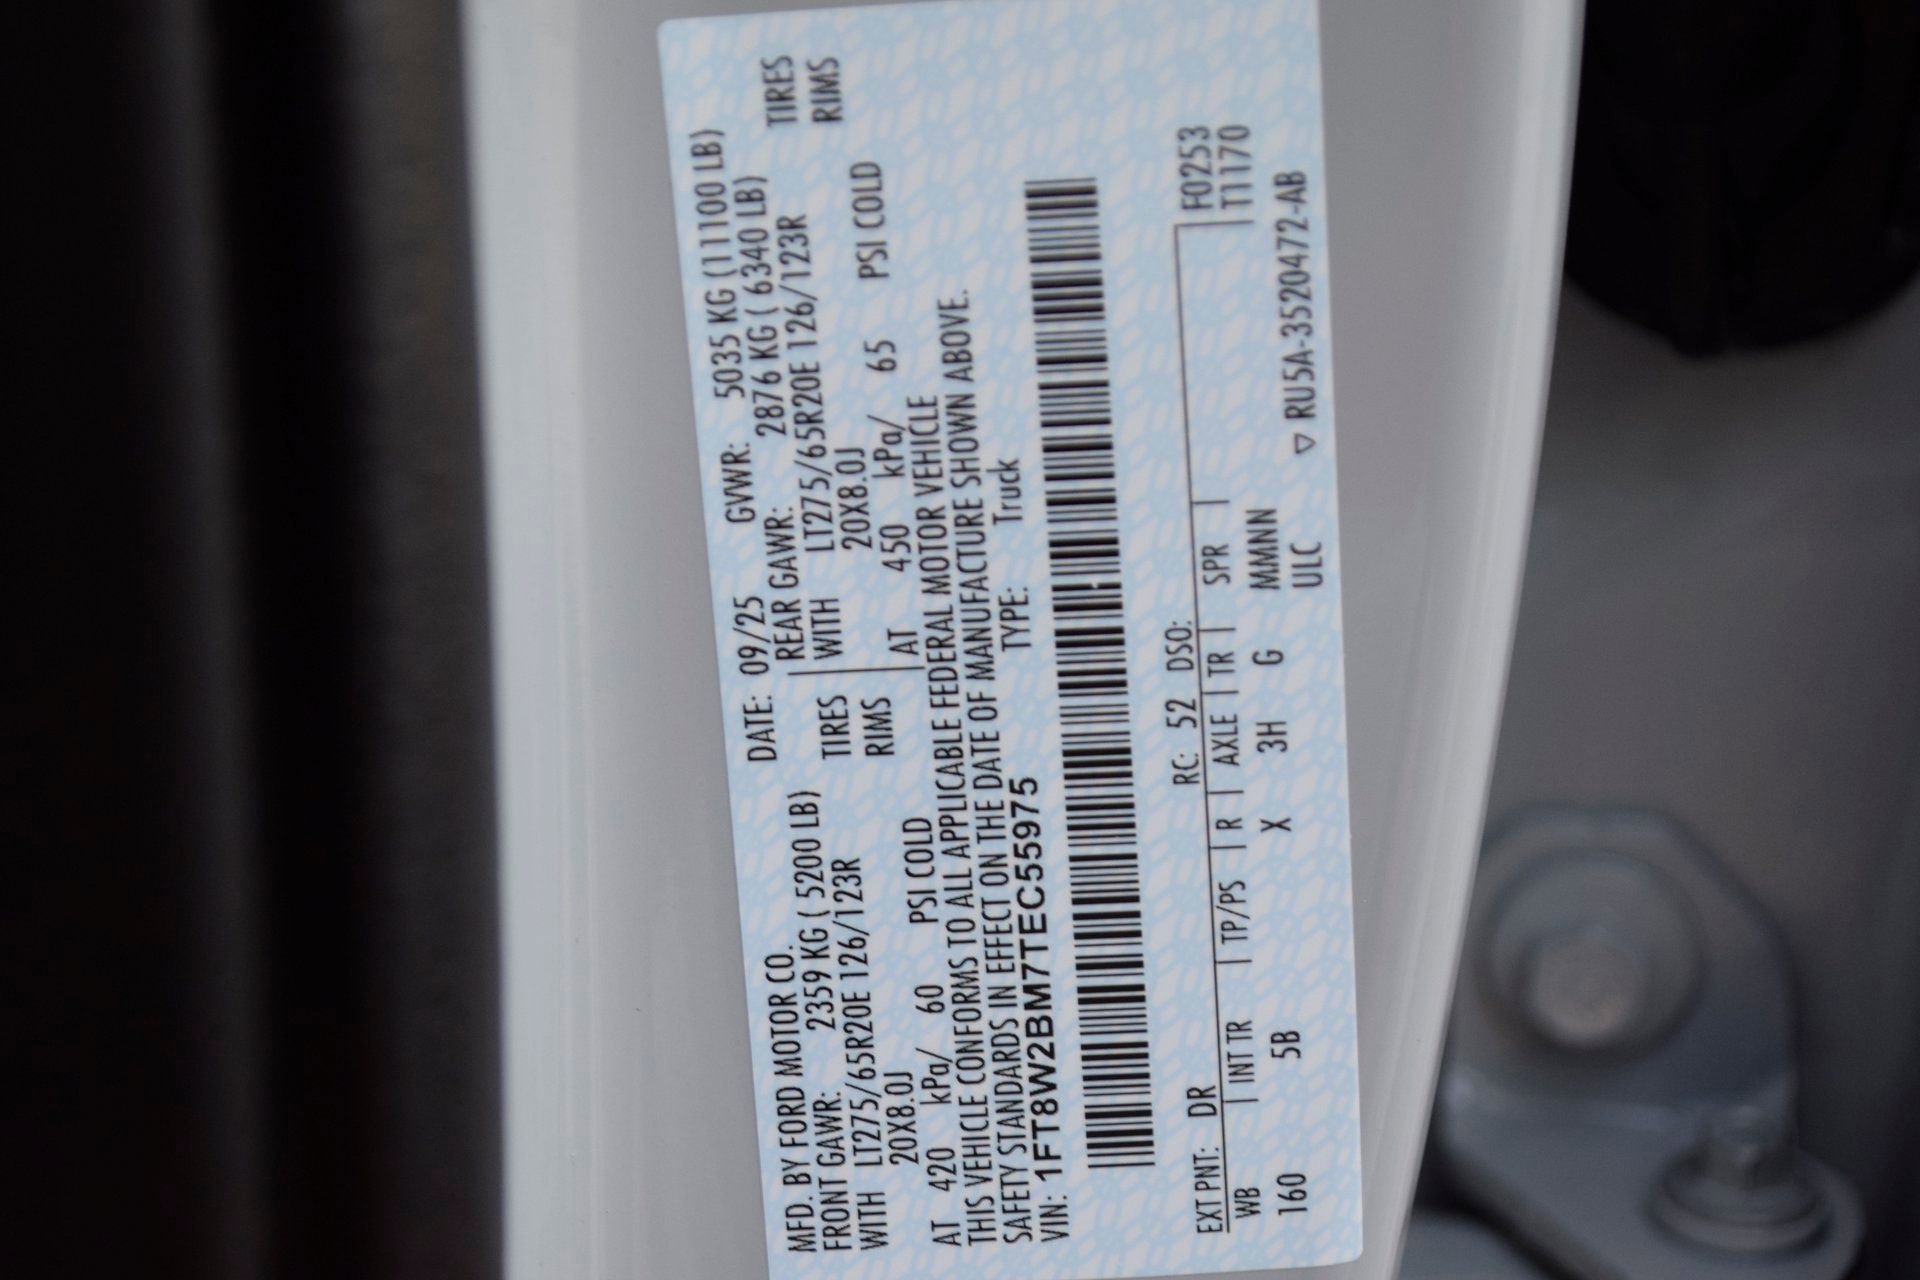 MFD. BY FORD MOTOR CO. DATE: 09/25 GVWR: 5035 KG (11100 LB)
FRONT GAWR: 2359 KG ( 5200 LB) REAR GAWR: 2876 KG ( 6340 LB)
WITH LT275/65R20E 126/123R TIRES WITH LT275/65R20E 126/123R TIRES
20X8.0J RIMS 20X8.0J RIMS
AT 420 kPa/ 60 PSI COLD AT 450 kPa/ 65 PSI COLD
THIS VEHICLE CONFORMS TO ALL APPLICABLE FEDERAL MOTOR VEHICLE
SAFETY STANDARDS IN EFFECT ON THE DATE OF MANUFACTURE SHOWN ABOVE.
VIN: 1FT8W2BM7TEC55975 TYPE: Truck
EXT PNT: DR RC: 52 DSO: F0253
WB | INT TR | TP/PS | R | AXLE | TR | SPR | T1170
160 5B X 3H G MMNN
ULC ▽ RU5A-3520472-AB